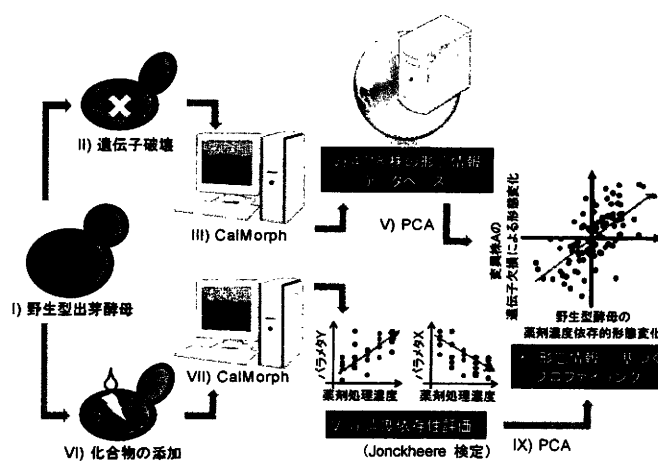 II) 遺伝子破壊
III) CalMorph
データベース
V) PCA
I) 野生型出芽酵母
変異株Aの
遺伝子欠損による形態変化
野生型酵母の
薬剤濃度依存的形態変化
VII) CalMorph
パラメタY
薬剤処理濃度
パラメタX
薬剤処理濃度
依存性評価
(Jonckheere 検定)
プロファイリング
VI) 化合物の添加
IX) PCA